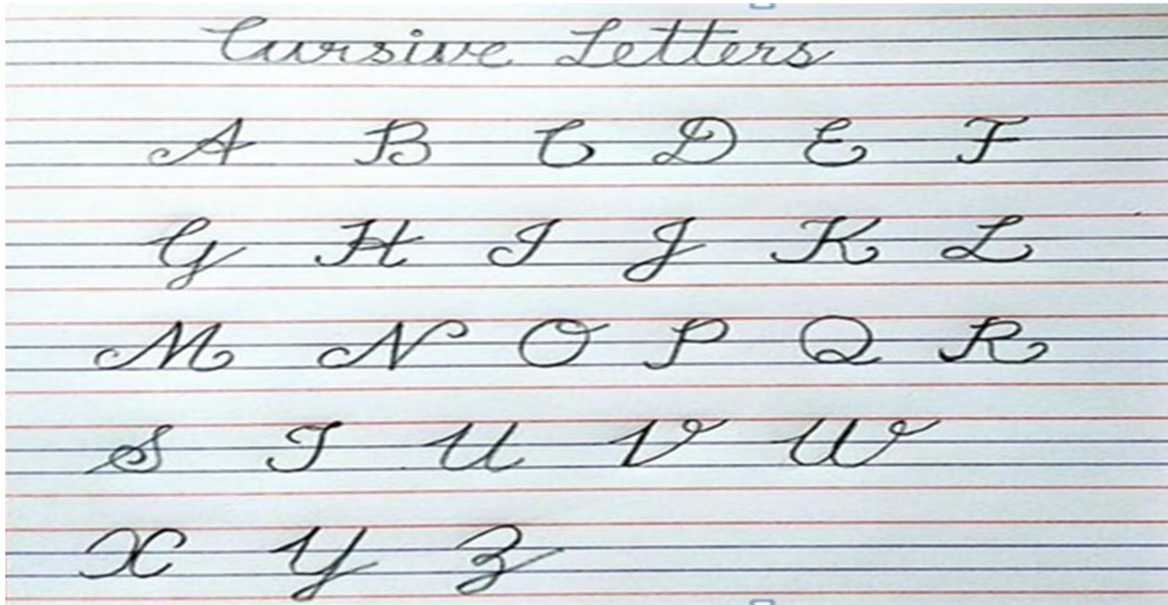 Cursive Letters
A B C D E F
G H I J K L
M N O P Q R
S T U V W
X Y Z